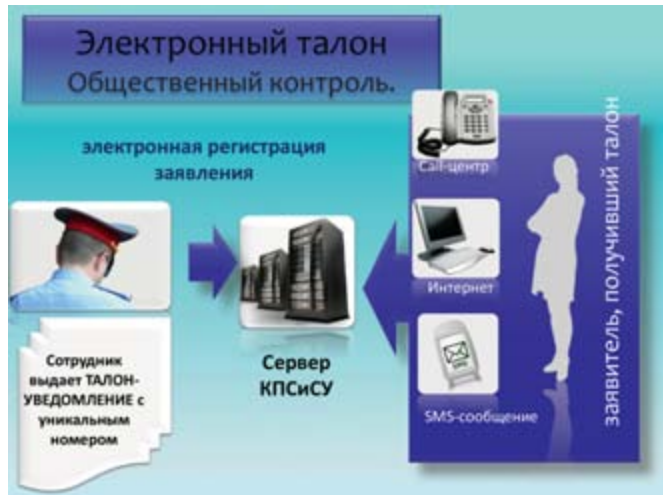 Электронный талон
Общественный контроль.
электронная регистрация
заявления
Сотрудник
выдает ТАЛОН-
УВЕДОМЛЕНИЕ с
уникальным
номером
Сервер
КПСиСУ
Call-центр
Интернет
SMS-сообщение
заявитель, получивший талон